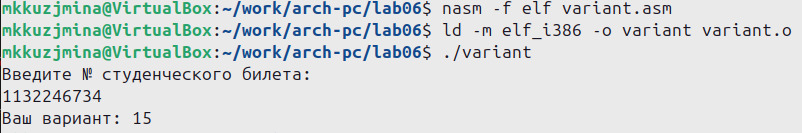 mkkuzjmina@VirtualBox:~/work/arch-pc/lab06$ nasm -f elf variant.asm
mkkuzjmina@VirtualBox:~/work/arch-pc/lab06$ ld -m elf_i386 -o variant variant.o
mkkuzjmina@VirtualBox:~/work/arch-pc/lab06$ ./variant
Введите № студенческого билета:
1132246734
Ваш вариант: 15